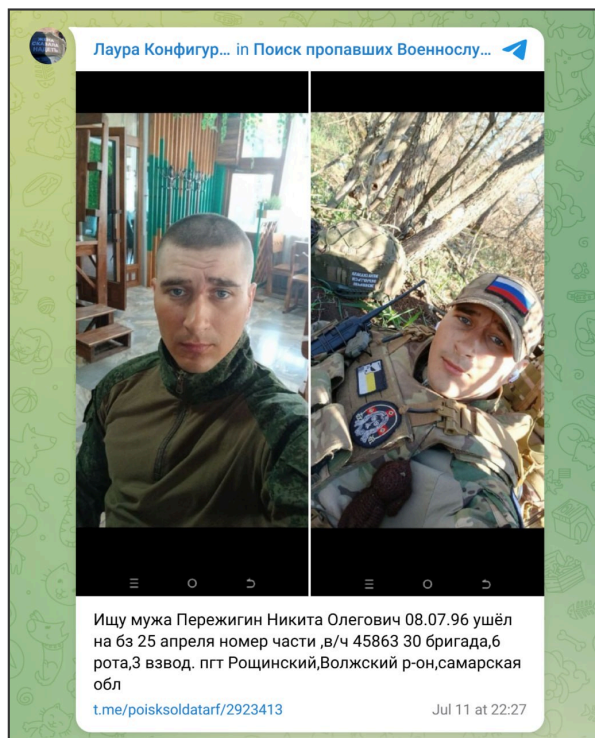 Лаура Конфигур... in Поиск пропавших Военнослу...
Ищу мужа Пережигин Никита Олегович 08.07.96 ушёл
на бз 25 апреля номер части ,в/ч 45863 30 бригада,6
рота,3 взвод. пгт Рощинский,Волжский р-он,самарская
обл
t.me/poisksoldatarf/2923413
Jul 11 at 22:27